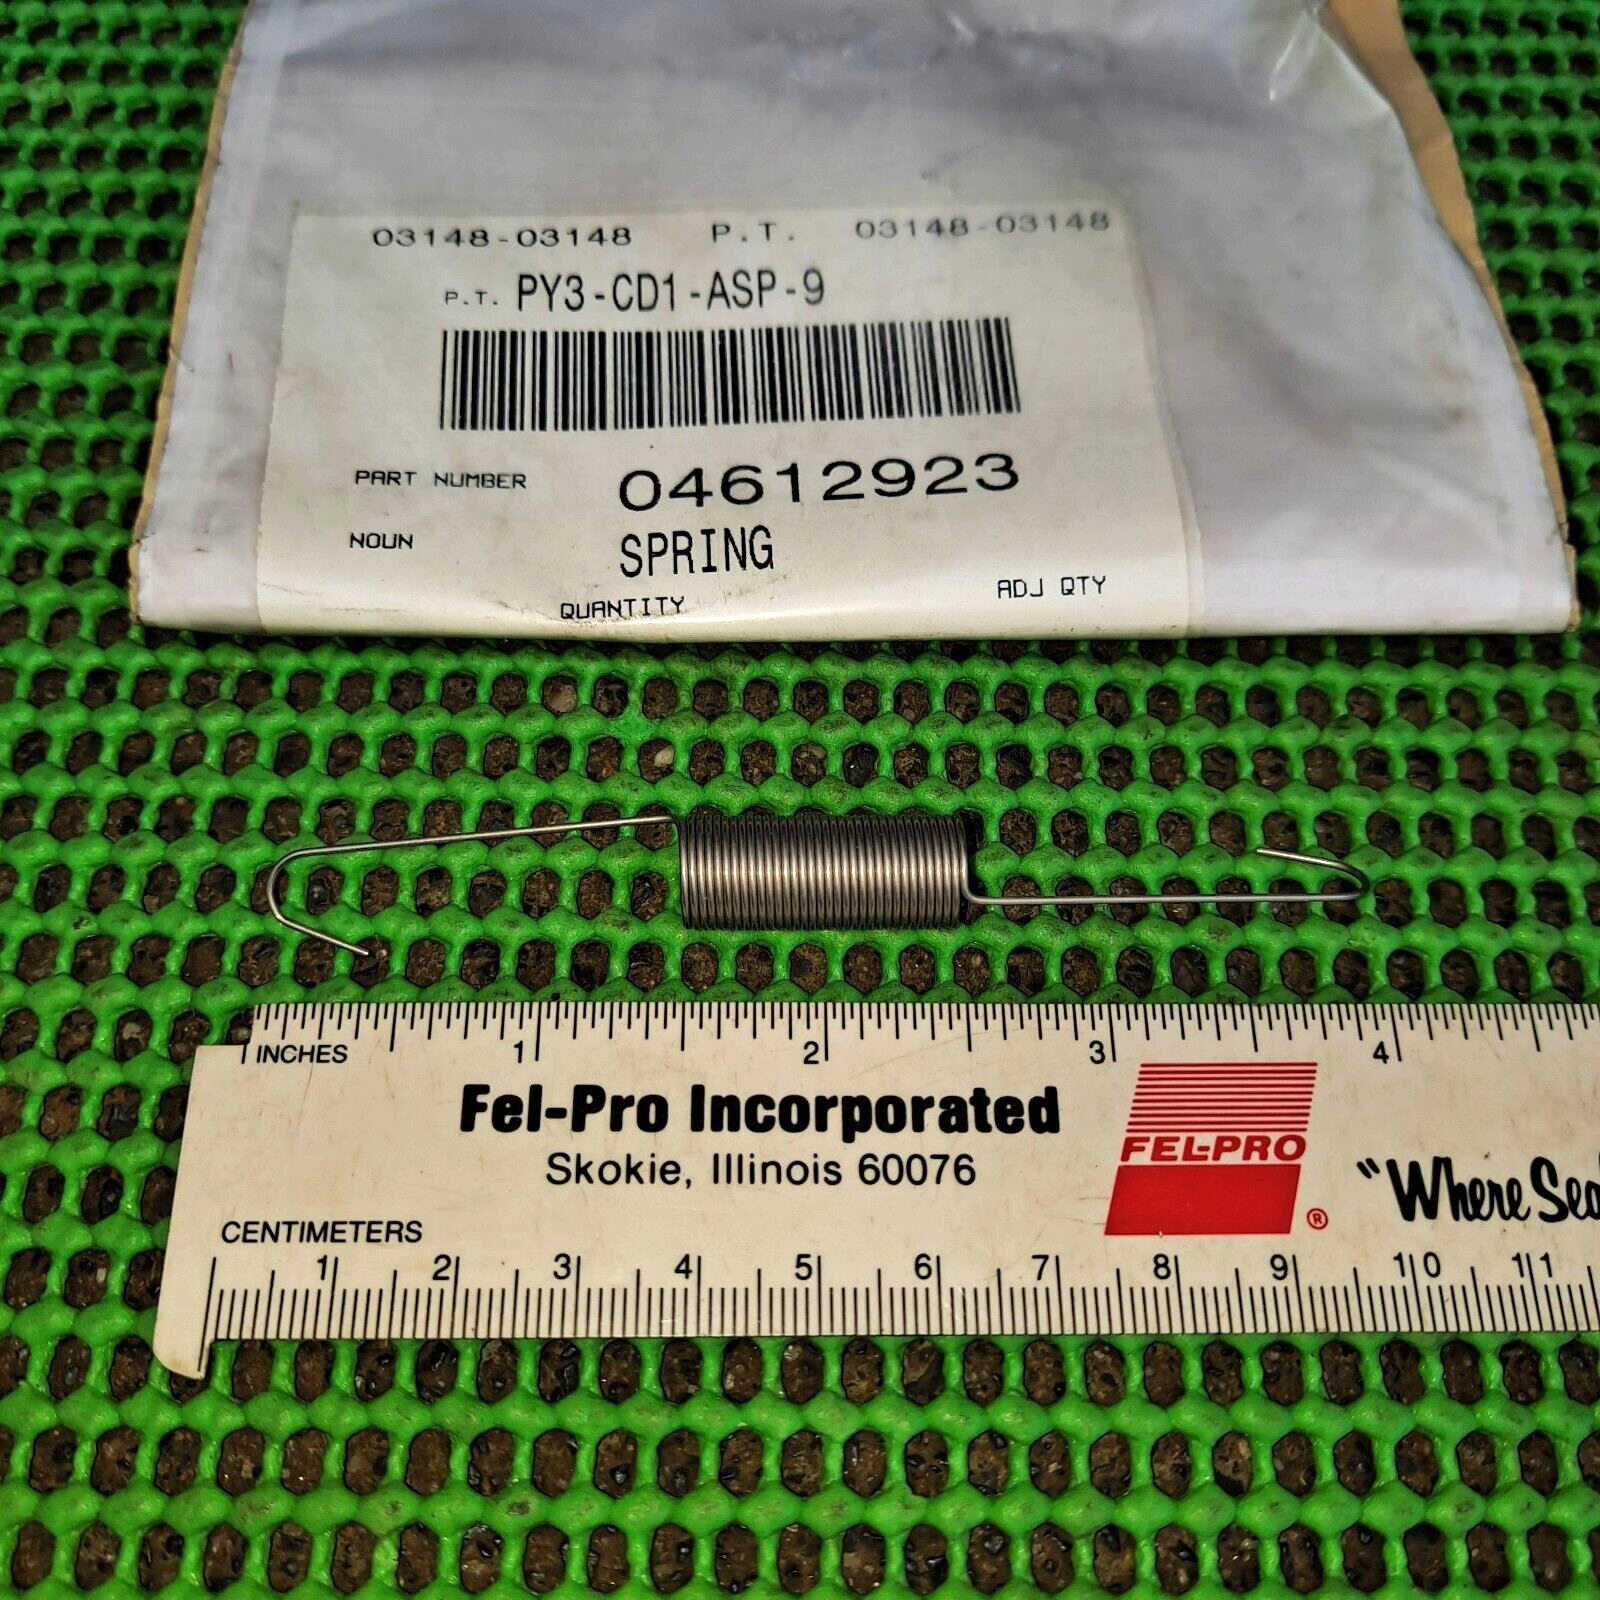 03148-03148 P.T. 03148-03148
P.T. PY3-CD1-ASP-9
PART NUMBER 04612923
NOUN SPRING
QUANTITY ADJ QTY
INCHES 1 2 3 4
Fel-Pro Incorporated
Skokie, Illinois 60076
FEL-PRO
®
"Where Sea
CENTIMETERS
1 2 3 4 5 6 7 8 9 10 11